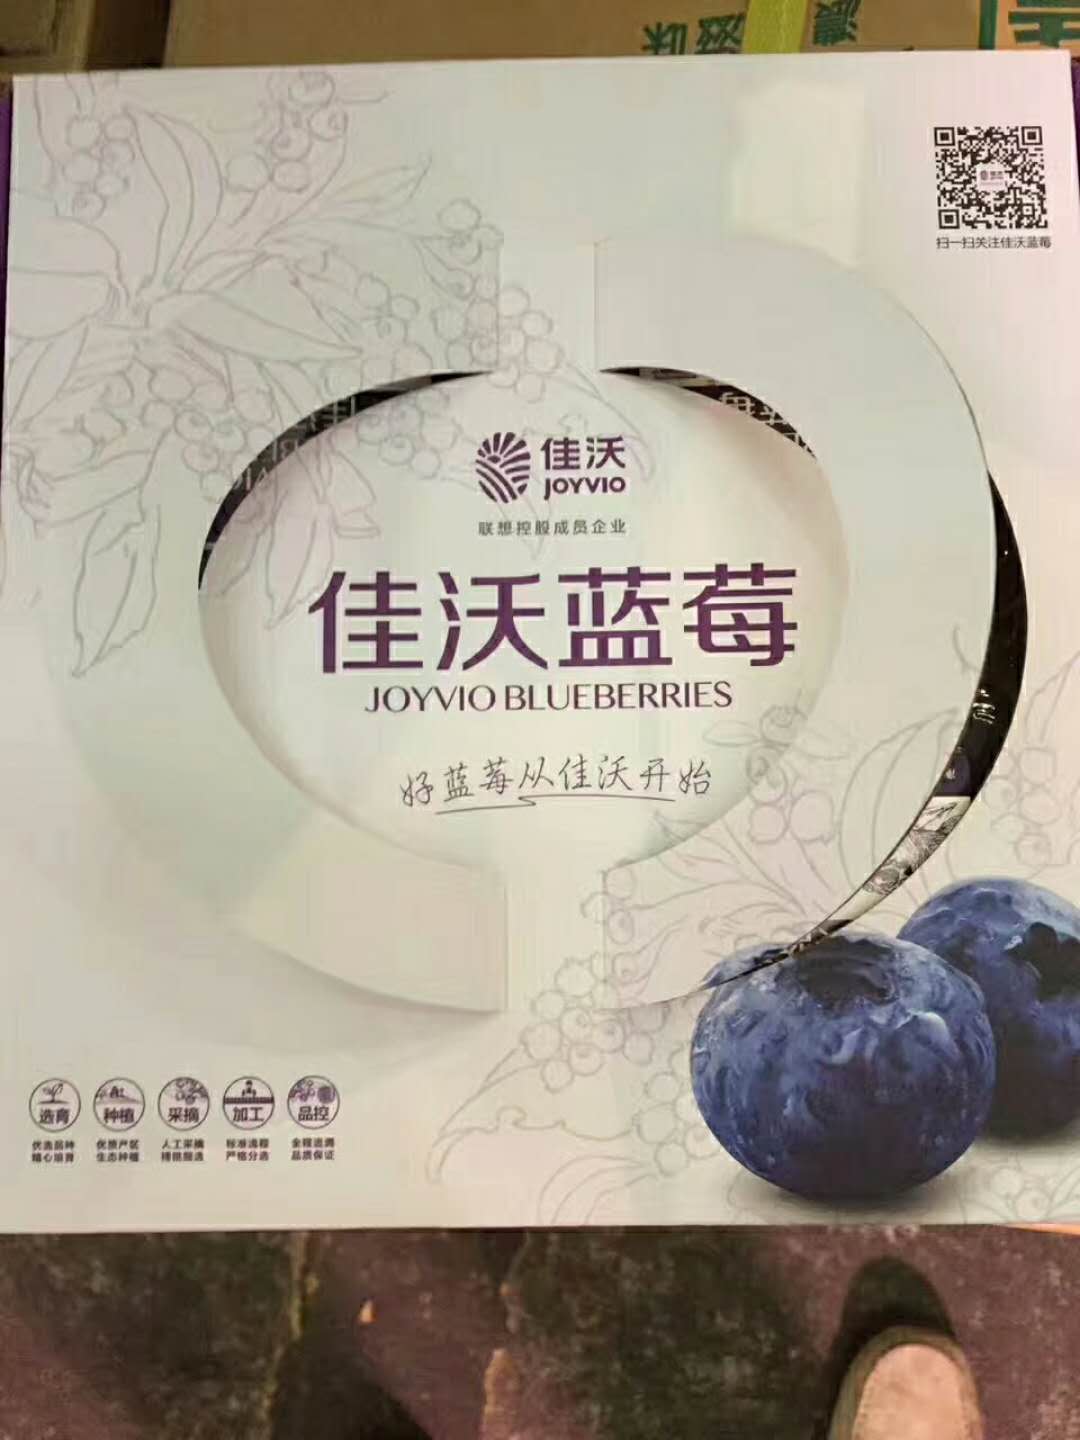 扫一扫关注佳沃蓝莓
佳沃
JOYVIO
联想控股成员企业
佳沃蓝莓
JOYVIO BLUEBERRIES
好蓝莓从佳沃开始
选育 种植 采摘 加工 品控
优选品种 优质产区 人工采摘 标准流程 全程追溯
精心培育 生态种植 严格分选 品质保证